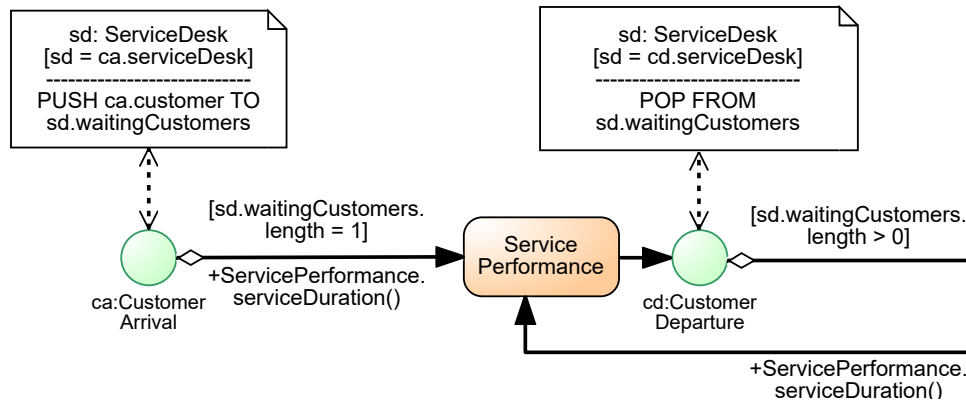 sd: ServiceDesk
[sd = ca.serviceDesk]
----------------------------
PUSH ca.customer TO
sd.waitingCustomers
sd: ServiceDesk
[sd = cd.serviceDesk]
----------------------------
POP FROM
sd.waitingCustomers
[sd.waitingCustomers.
length = 1]
+ServicePerformance.
serviceDuration()
ca:Customer
Arrival
Service
Performance
cd:Customer
Departure
[sd.waitingCustomers.
length > 0]
+ServicePerformance.
serviceDuration()